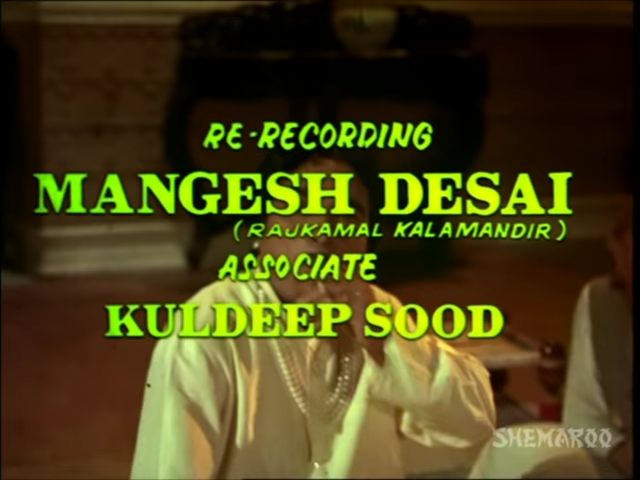 RE-RECORDING
MANGESH DESAI
(RAJKAMAL KALAMANDIR)
ASSOCIATE
KULDEEP SOOD
SHEMAROO